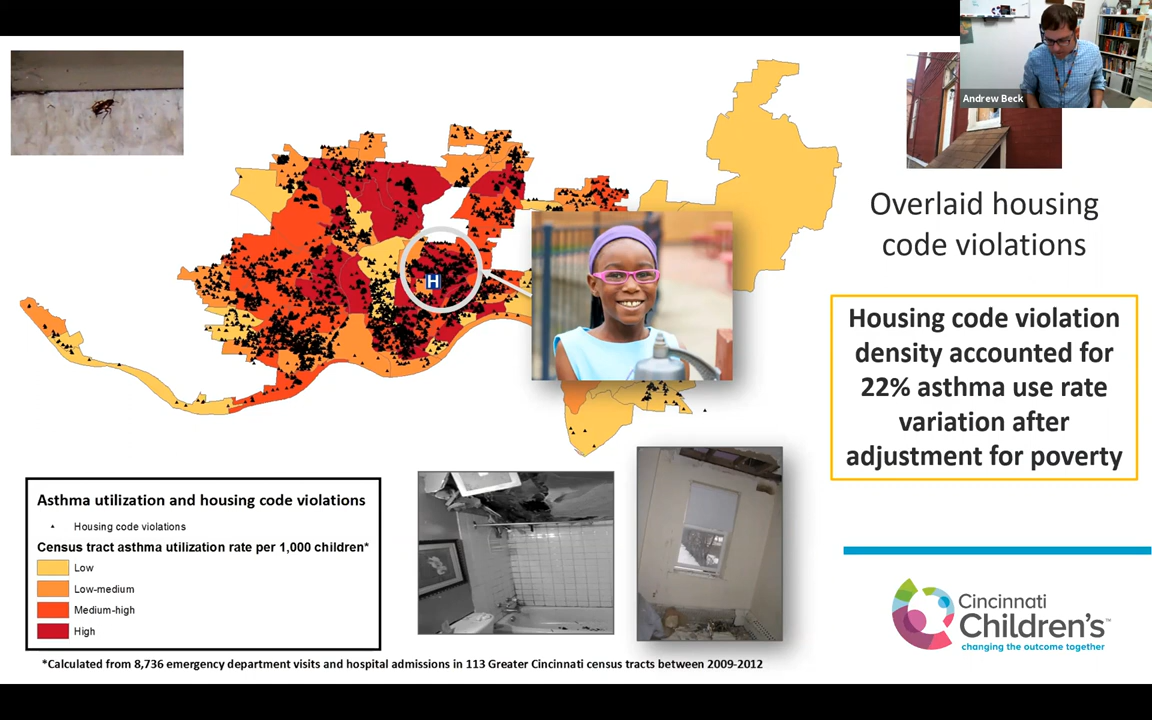 Andrew Beck
Overlaid housing
code violations
Housing code violation
density accounted for
22% asthma use rate
variation after
adjustment for poverty
H
Asthma utilization and housing code violations
Housing code violations
Census tract asthma utilization rate per 1,000 children*
Low
Low-medium
Medium-high
High
*Calculated from 8,736 emergency department visits and hospital admissions in 113 Greater Cincinnati census tracts between 2009-2012
Cincinnati
Children's™
changing the outcome together